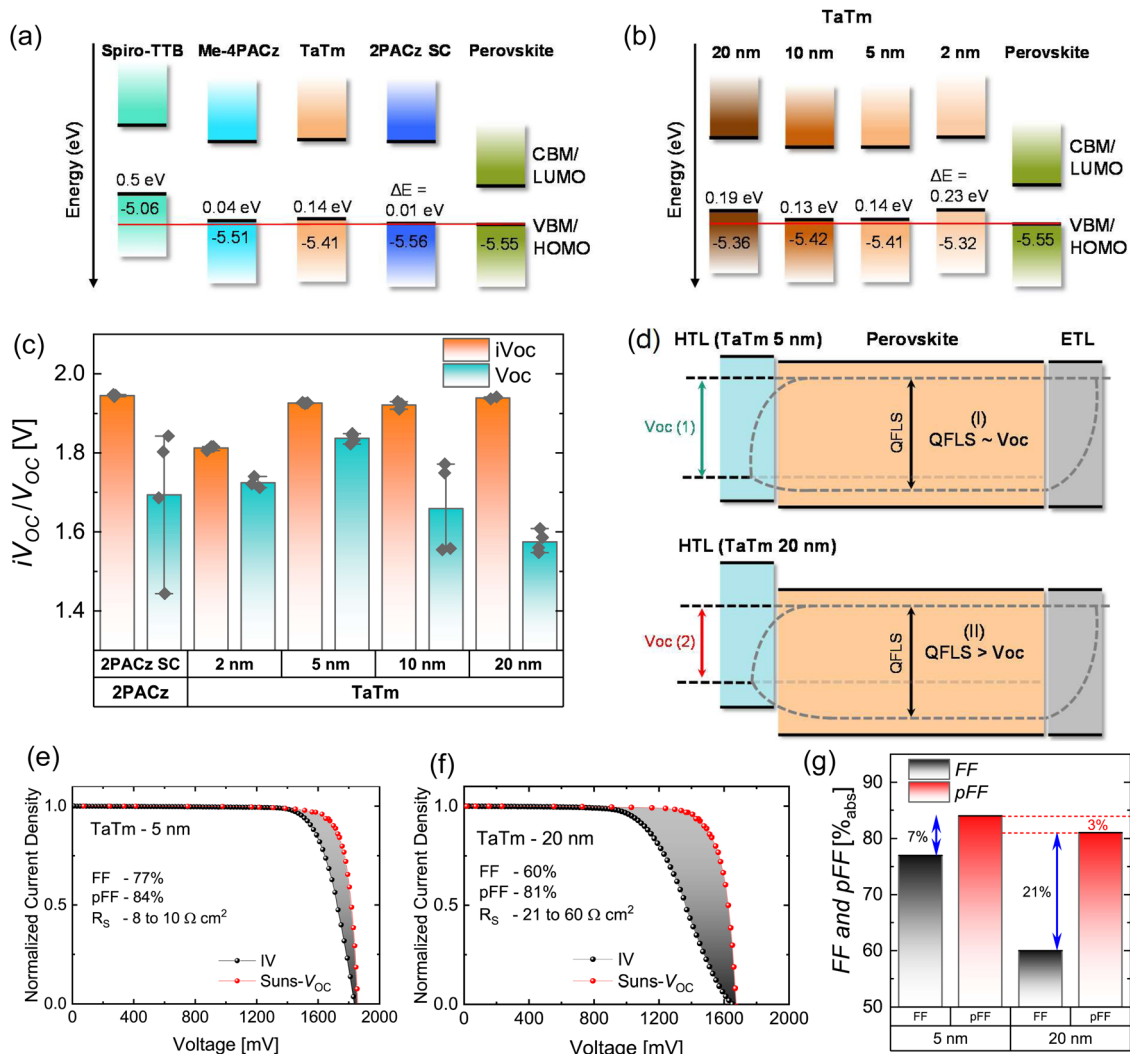 (a)
Spiro-TTB Me-4PACz TaTm 2PACz SC Perovskite
Energy (eV)
CBM/
LUMO
0.5 eV
-5.06
0.04 eV
-5.51
0.14 eV
-5.41
ΔE =
0.01 eV
-5.56
-5.55
VBM/
HOMO
(b)
TaTm
20 nm 10 nm 5 nm 2 nm Perovskite
Energy (eV)
CBM/
LUMO
0.19 eV
-5.36
0.13 eV
-5.42
0.14 eV
-5.41
ΔE =
0.23 eV
-5.32
-5.55
VBM/
HOMO
(c)
iVoc
Voc
iVOC/VOC [V]
2.0
1.8
1.6
1.4
2PACz SC 2 nm 5 nm 10 nm 20 nm
2PACz TaTm
(d)
HTL (TaTm 5 nm) Perovskite ETL
Voc (1)
QFLS
(I)
QFLS ~ Voc
HTL (TaTm 20 nm)
Voc (2)
QFLS
(II)
QFLS > Voc
(e)
Normalized Current Density
1.0
0.5
0.0
TaTm - 5 nm
FF - 77%
pFF - 84%
RS - 8 to 10 Ω cm2
IV
Suns-VOC
0 400 800 1200 1600 2000
Voltage [mV]
(f)
Normalized Current Density
1.0
0.5
0.0
TaTm - 20 nm
FF - 60%
pFF - 81%
RS - 21 to 60 Ω cm2
IV
Suns-VOC
0 400 800 1200 1600 2000
Voltage [mV]
(g)
FF
pFF
FF and pFF [%abs]
90
80
70
60
50
7%
21%
3%
FF pFF FF pFF
5 nm 20 nm